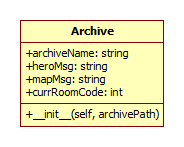 Archive
+archiveName: string
+heroMsg: string
+mapMsg: string
+currRoomCode: int
+__init__(self, archivePath)